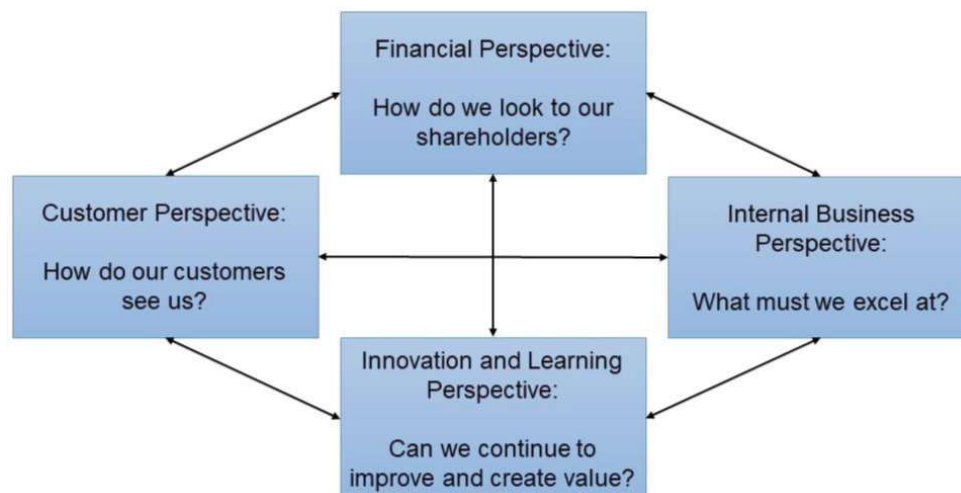 Financial Perspective:
How do we look to our
shareholders?
Customer Perspective:
How do our customers
see us?
Internal Business
Perspective:
What must we excel at?
Innovation and Learning
Perspective:
Can we continue to
improve and create value?